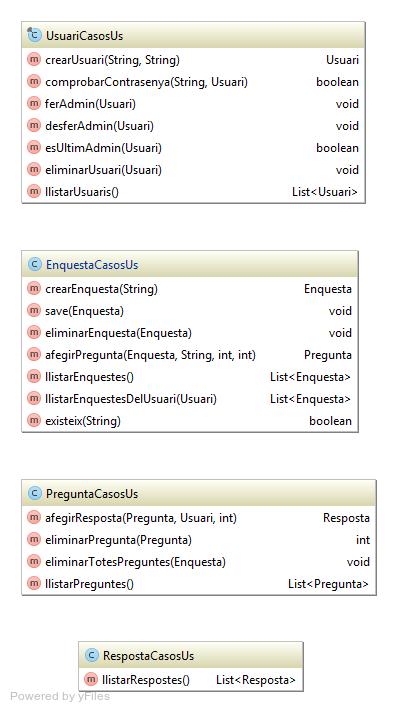 UsuariCasosUs
crearUsuari(String, String) Usuari
comprobarContrasenya(String, Usuari) boolean
ferAdmin(Usuari) void
desferAdmin(Usuari) void
esUltimAdmin(Usuari) boolean
eliminarUsuari(Usuari) void
llistarUsuaris() List<Usuari>
EnquestaCasosUs
crearEnquesta(String) Enquesta
save(Enquesta) void
eliminarEnquesta(Enquesta) void
afegirPregunta(Enquesta, String, int, int) Pregunta
llistarEnquestes() List<Enquesta>
llistarEnquestesDelUsuari(Usuari) List<Enquesta>
existeix(String) boolean
PreguntaCasosUs
afegirResposta(Pregunta, Usuari, int) Resposta
eliminarPregunta(Pregunta) int
eliminarTotesPreguntes(Enquesta) void
llistarPreguntes() List<Pregunta>
RespostaCasosUs
llistarRespostes() List<Resposta>
Powered by yFiles